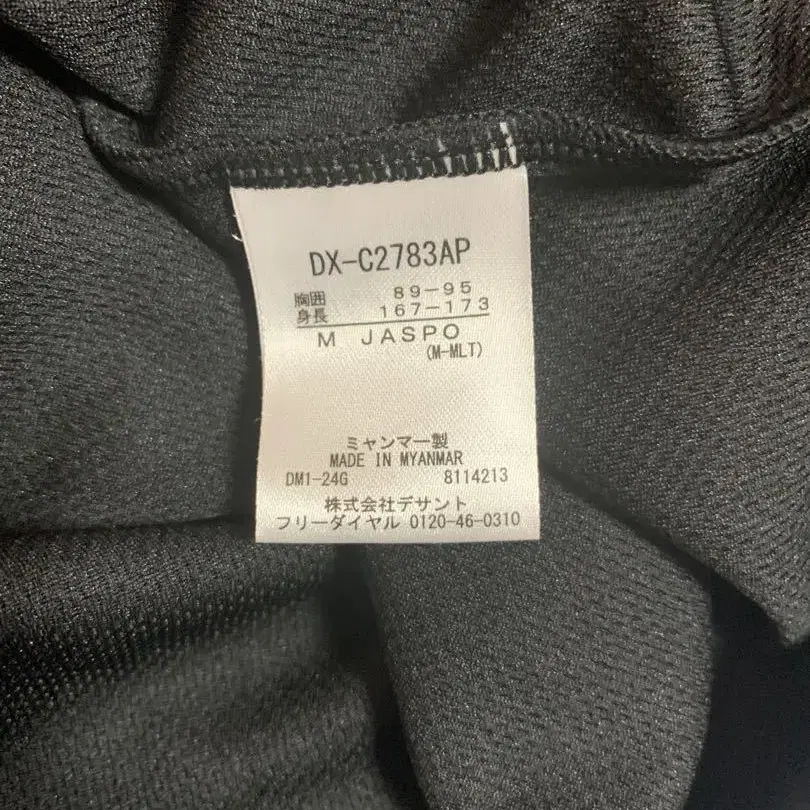 DX-C2783AP
胸囲 89-95
身長 167-173
M JASPO
(M-MLT)
ミャンマー製
MADE IN MYANMAR
DM1-24G 8114213
株式会社デサント
フリーダイヤル 0120-46-0310